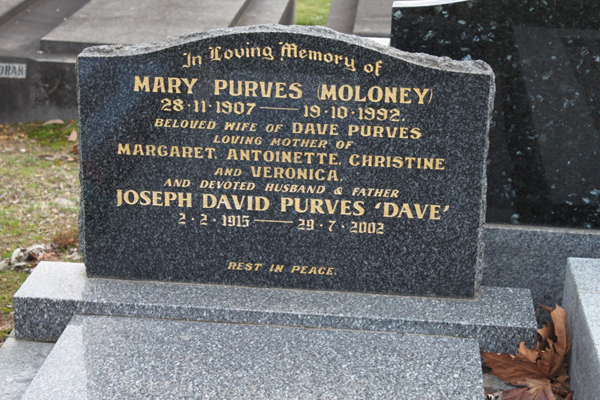 In Loving Memory of
MARY PURVES (MOLONEY)
28·11·1907 — 19·10·1992.
BELOVED WIFE OF DAVE PURVES
LOVING MOTHER OF
MARGARET, ANTOINETTE, CHRISTINE
AND VERONICA.
AND DEVOTED HUSBAND & FATHER
JOSEPH DAVID PURVES 'DAVE'
2·2·1915 — 29·7·2002
REST IN PEACE.